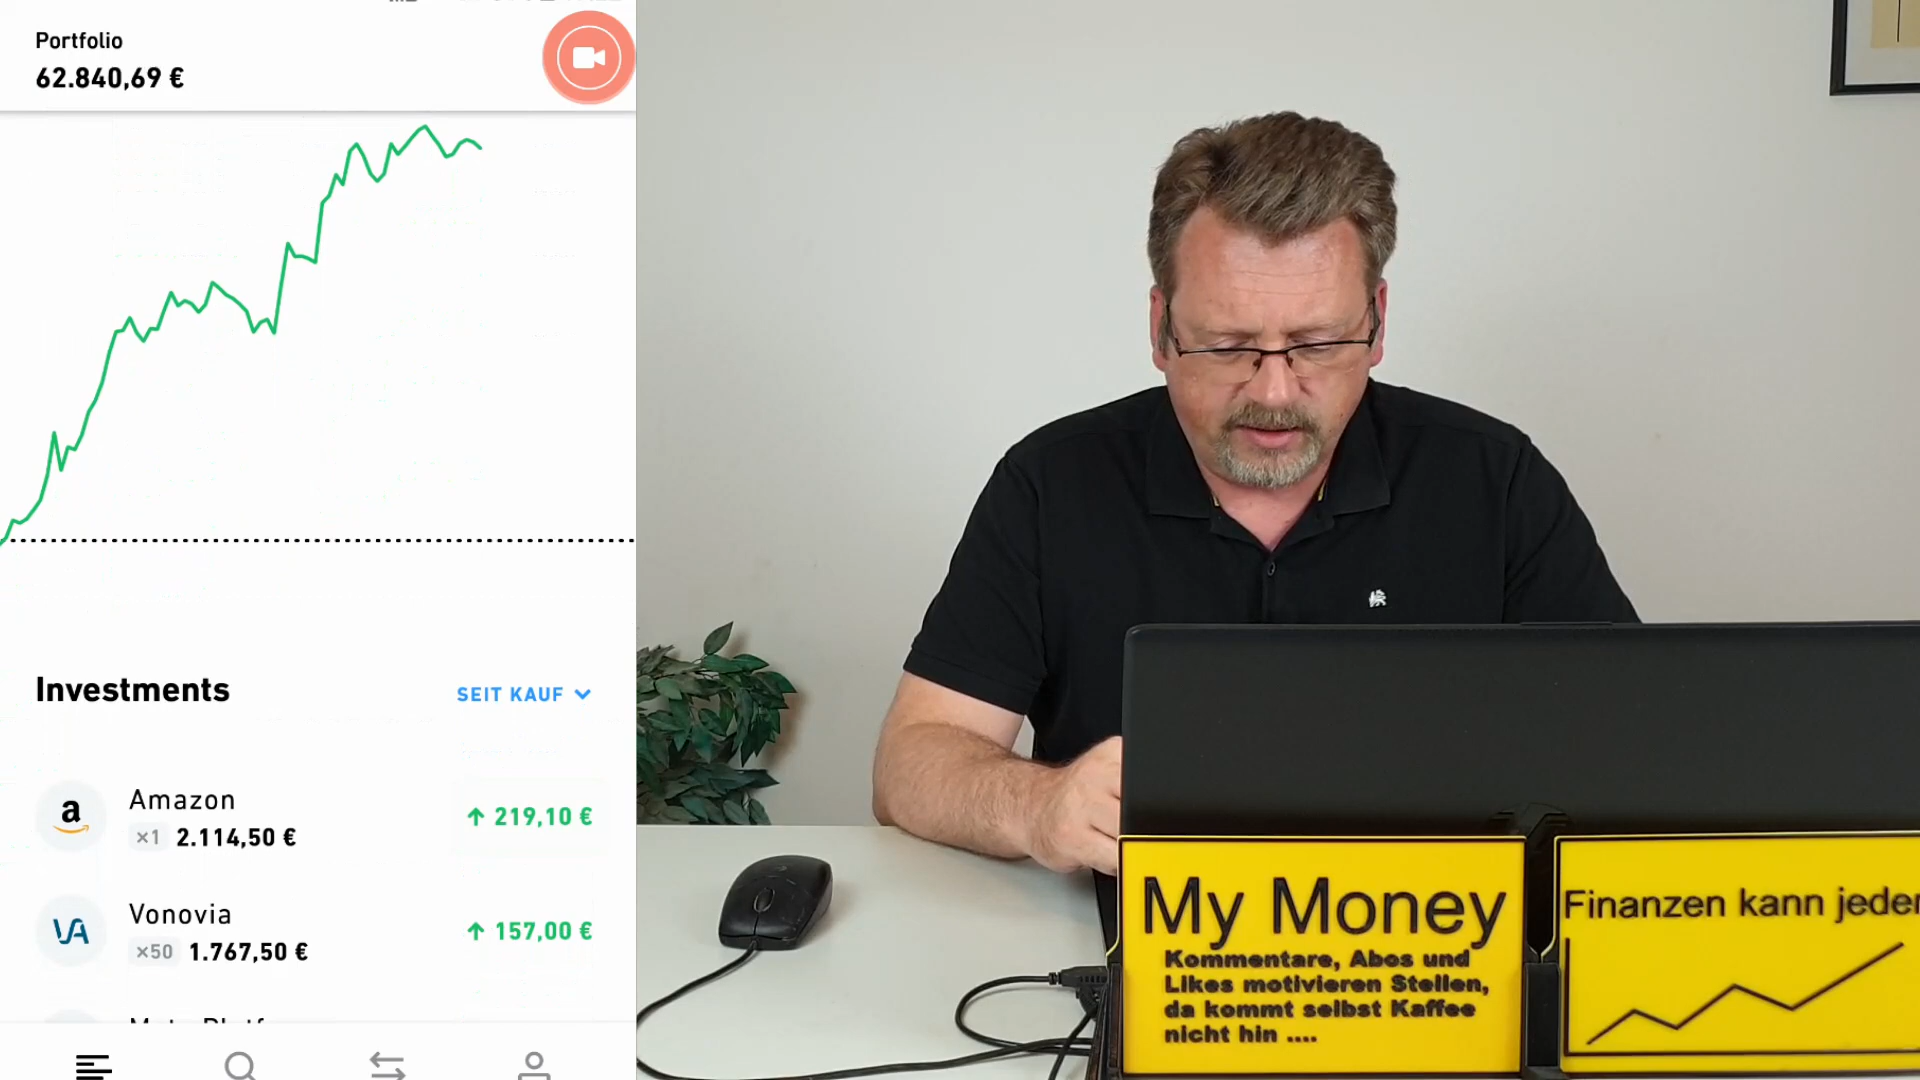 Portfolio
62.840,69 €
Investments
SEIT KAUF
a
Amazon
×1 2.114,50 €
219,10 €
VA
Vonovia
×50 1.767,50 €
157,00 €
My Money
Kommentare, Abos und
Likes motivieren Stellen,
da kommt selbst Kaffee
nicht hin ....
Finanzen kann jeder